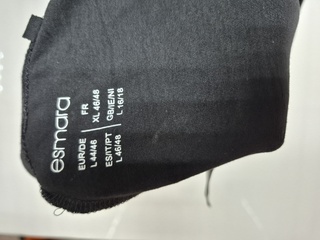 esmara
EUR/DE FR
L 44/46 XL 46/48
ES/IT/PT GB/IE/NI
L 46/48 L 16/18